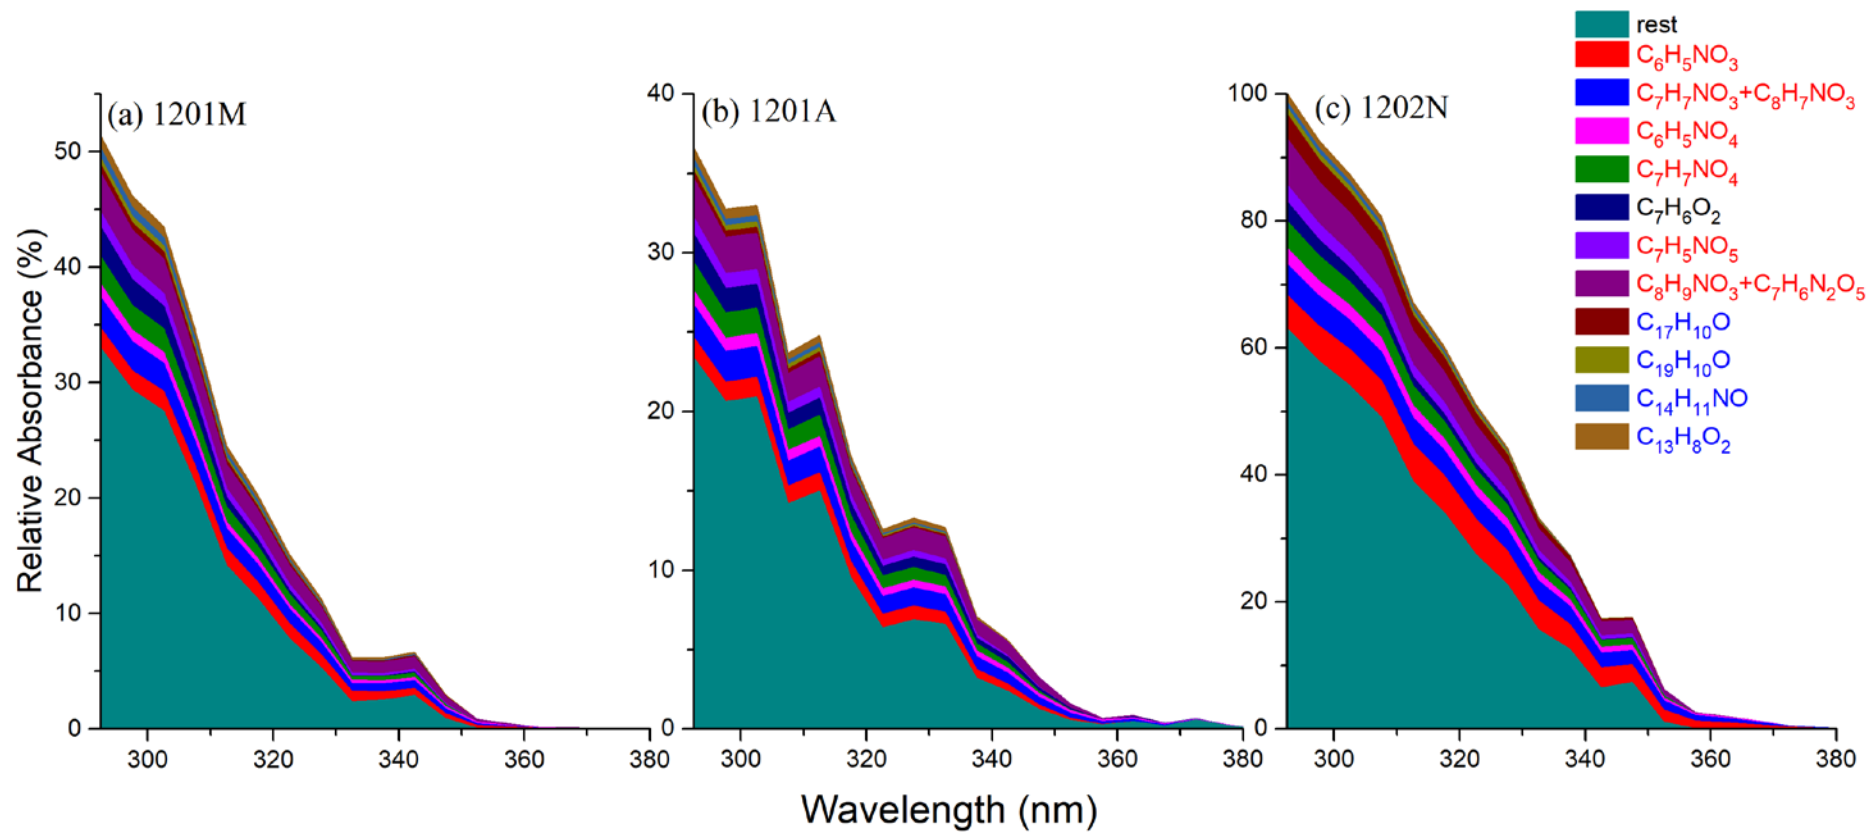 rest
C₆H₅NO₃
C₇H₇NO₃+C₈H₇NO₃
C₆H₅NO₄
C₇H₇NO₄
C₇H₆O₂
C₇H₅NO₅
C₈H₉NO₃+C₇H₆N₂O₅
C₁₇H₁₀O
C₁₉H₁₀O
C₁₄H₁₁NO
C₁₃H₈O₂
Relative Absorbance (%)
(a) 1201M
50
40
30
20
10
0
300 320 340 360 380
(b) 1201A
40
30
20
10
0
300 320 340 360 380
(c) 1202N
100
80
60
40
20
0
300 320 340 360 380
Wavelength (nm)